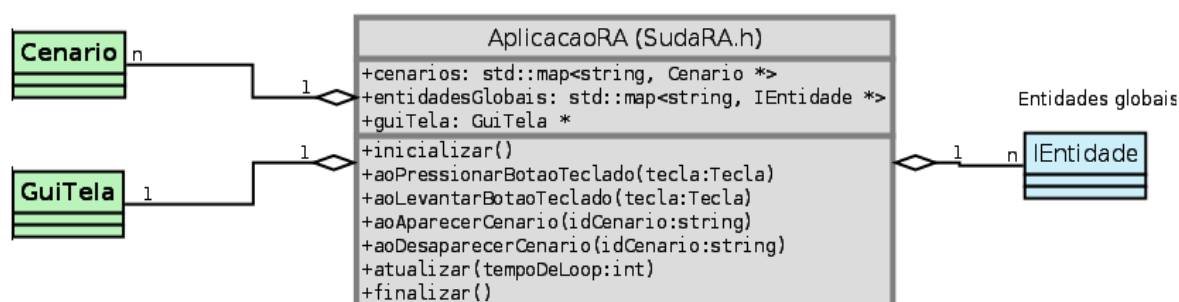 Cenario
n
1
GuiTela
1
1
AplicacaoRA (SudaRA.h)
+cenarios: std::map<string, Cenario *>
+entidadesGlobais: std::map<string, IEntidade *>
+guiTela: GuiTela *
+inicializar()
+aoPressionarBotaoTeclado(tecla:Tecla)
+aoLevantarBotaoTeclado(tecla:Tecla)
+aoAparecerCenario(idCenario:string)
+aoDesaparecerCenario(idCenario:string)
+atualizar(tempoDeLoop:int)
+finalizar()
Entidades globais
1
n
IEntidade